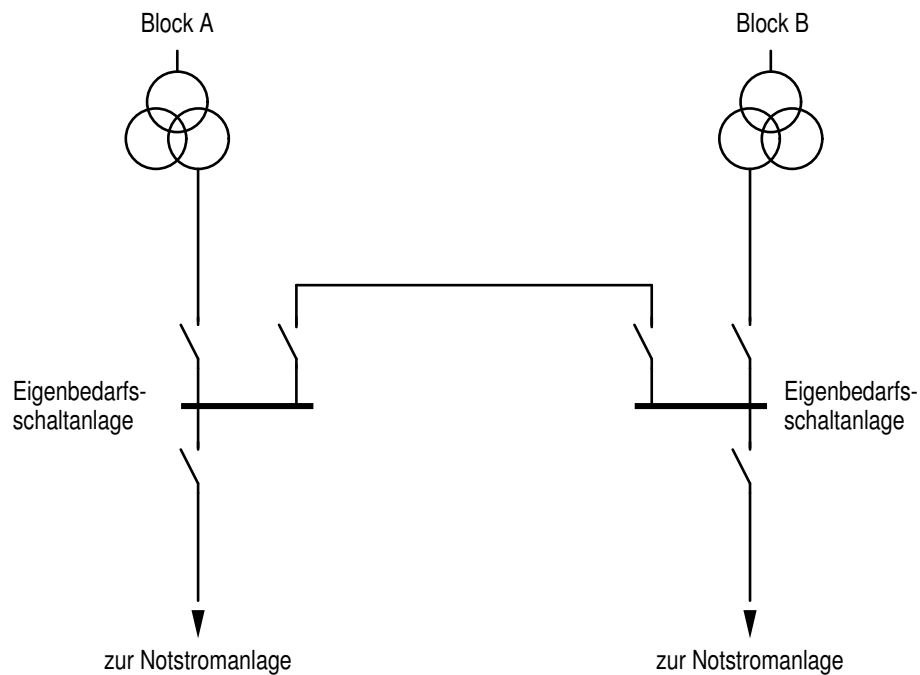 Block A
Block B
Eigenbedarfs-
schaltanlage
Eigenbedarfs-
schaltanlage
zur Notstromanlage
zur Notstromanlage